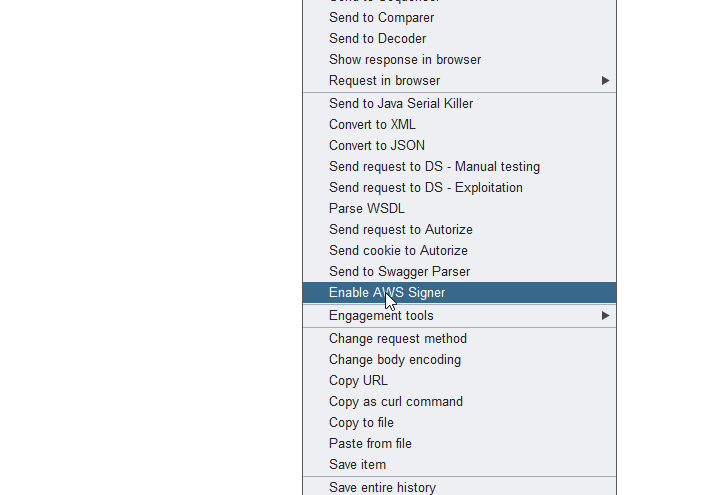 Send to Comparer
Send to Decoder
Show response in browser
Request in browser
Send to Java Serial Killer
Convert to XML
Convert to JSON
Send request to DS - Manual testing
Send request to DS - Exploitation
Parse WSDL
Send request to Autorize
Send cookie to Autorize
Send to Swagger Parser
Enable AWS Signer
Engagement tools
Change request method
Change body encoding
Copy URL
Copy as curl command
Copy to file
Paste from file
Save item
Save entire history